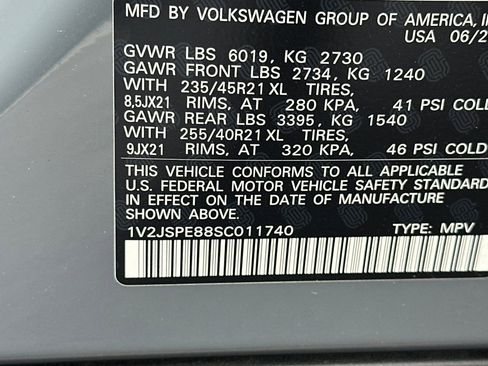 MFD BY VOLKSWAGEN GROUP OF AMERICA,
USA 06/2
GVWR LBS 6019, KG 2730
GAWR FRONT LBS 2734, KG 1240
WITH 235/45R21 XL TIRES,
8,5JX21 RIMS, AT 280 KPA, 41 PSI COLD
GAWR REAR LBS 3395, KG 1540
WITH 255/40R21 XL TIRES,
9JX21 RIMS, AT 320 KPA, 46 PSI COLD
THIS VEHICLE CONFORMS TO ALL APPLICABLE
U.S. FEDERAL MOTOR VEHICLE SAFETY STANDARD
IN EFFECT ON THE DATE OF MANUFACTURE
SHOWN ABOVE.
1V2JSPE88SC011740 TYPE: MPV